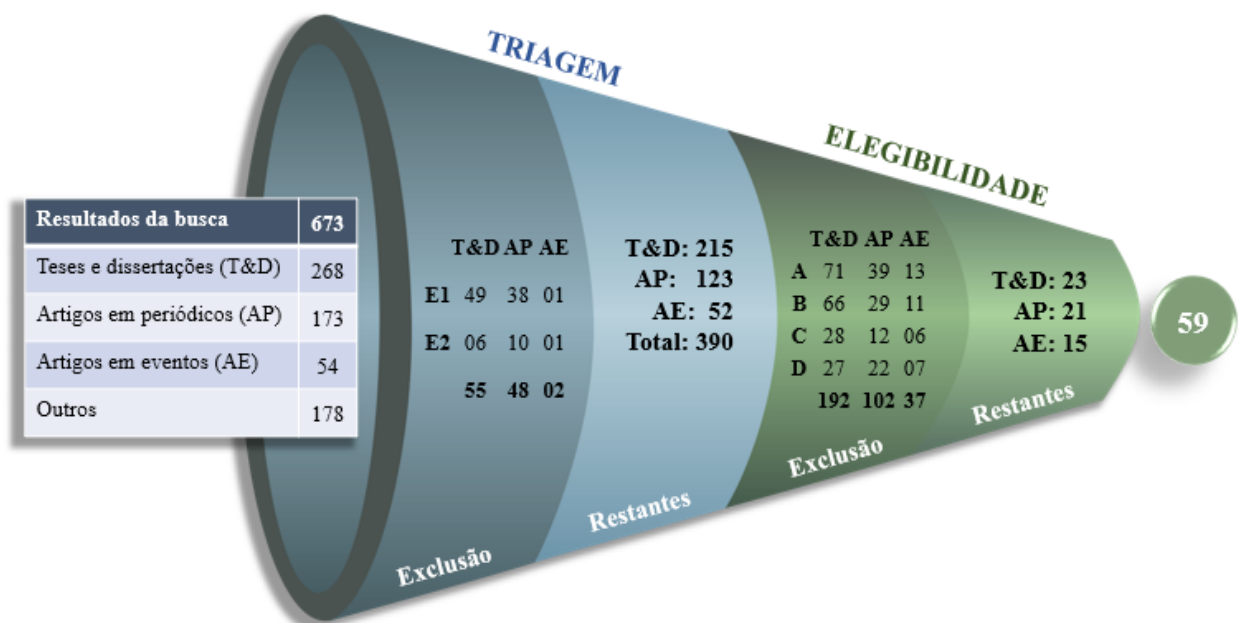 TRIAGEM
ELEGIBILIDADE
Resultados da busca 673
Teses e dissertações (T&D) 268
Artigos em periódicos (AP) 173
Artigos em eventos (AE) 54
Outros 178
T&D AP AE
E1 49 38 01
E2 06 10 01
55 48 02
Exclusão
T&D: 215
AP: 123
AE: 52
Total: 390
Restantes
T&D AP AE
A 71 39 13
B 66 29 11
C 28 12 06
D 27 22 07
192 102 37
Exclusão
T&D: 23
AP: 21
AE: 15
Restantes
59